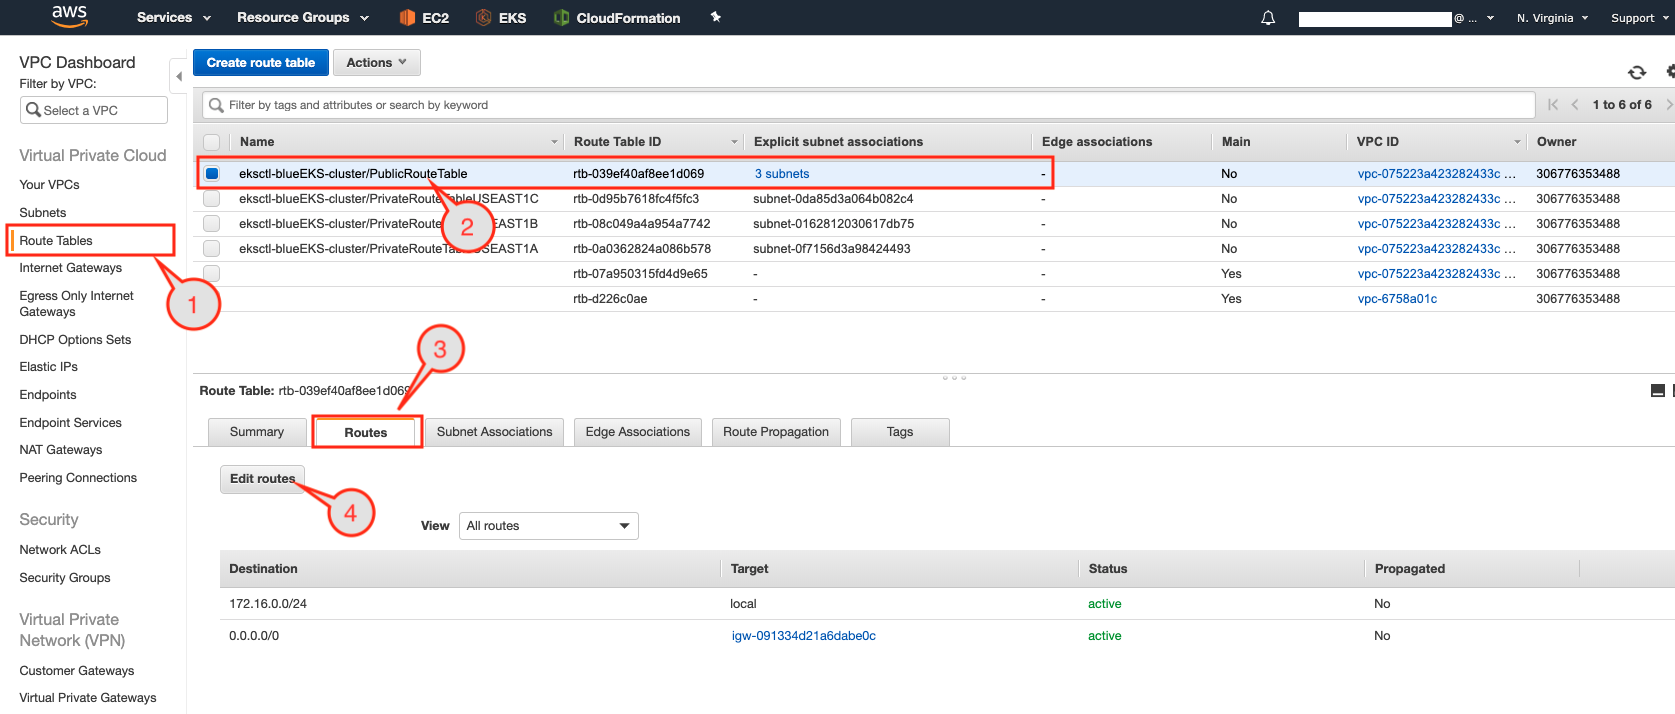 aws Services Resource Groups EC2 EKS CloudFormation @ ... N. Virginia Support
VPC Dashboard
Filter by VPC:
Select a VPC
Virtual Private Cloud
Your VPCs
Subnets
Route Tables
Internet Gateways
Egress Only Internet
Gateways
DHCP Options Sets
Elastic IPs
Endpoints
Endpoint Services
NAT Gateways
Peering Connections
Security
Network ACLs
Security Groups
Virtual Private
Network (VPN)
Customer Gateways
Virtual Private Gateways
1
Create route table Actions
Filter by tags and attributes or search by keyword 1 to 6 of 6
Name Route Table ID Explicit subnet associations Edge associations Main VPC ID Owner
eksctl-blueEKS-cluster/PublicRouteTable rtb-039ef40af8ee1d069 3 subnets - No vpc-075223a423282433c ... 306776353488
eksctl-blueEKS-cluster/PrivateRouteTableUSEAST1C rtb-0d95b7618fc4f5fc3 subnet-0da85d3a064b082c4 - No vpc-075223a423282433c ... 306776353488
eksctl-blueEKS-cluster/PrivateRouteTableUSEAST1B rtb-08c049a4a954a7742 subnet-0162812030617db75 - No vpc-075223a423282433c ... 306776353488
eksctl-blueEKS-cluster/PrivateRouteTableUSEAST1A rtb-0a0362824a086b578 subnet-0f7156d3a98424493 - No vpc-075223a423282433c ... 306776353488
rtb-07a950315fd4d9e65 - - Yes vpc-075223a423282433c ... 306776353488
rtb-d226c0ae - - Yes vpc-6758a01c 306776353488
2
3
Route Table: rtb-039ef40af8ee1d069
Summary Routes Subnet Associations Edge Associations Route Propagation Tags
Edit routes
4
View All routes
Destination Target Status Propagated
172.16.0.0/24 local active No
0.0.0.0/0 igw-091334d21a6dabe0c active No